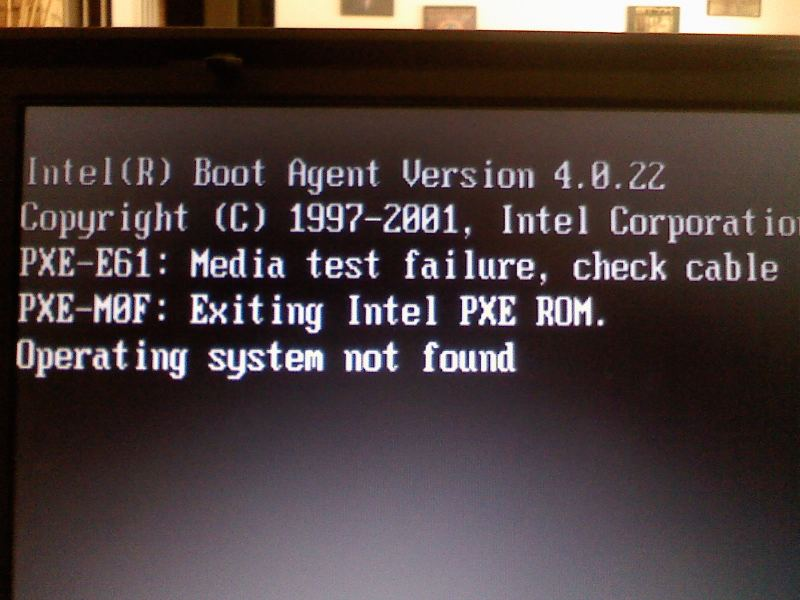 Intel(R) Boot Agent Version 4.0.22
Copyright (C) 1997-2001, Intel Corporatio
PXE-E61: Media test failure, check cable
PXE-M0F: Exiting Intel PXE ROM.
Operating system not found